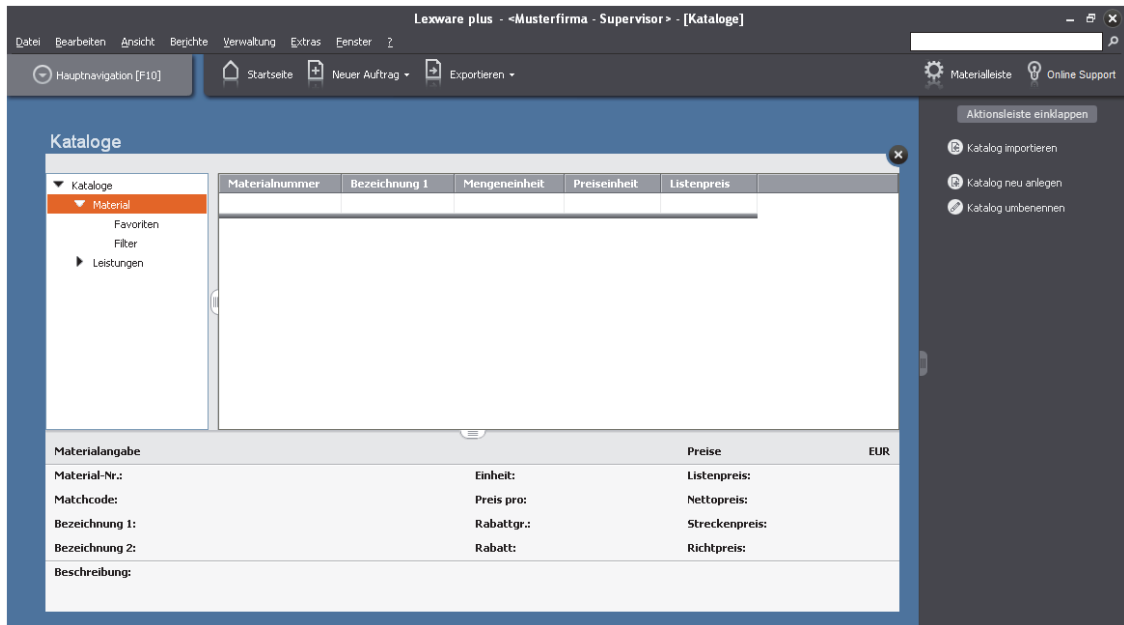 Lexware plus - <Musterfirma - Supervisor> - [Kataloge]
Datei Bearbeiten Ansicht Berichte Verwaltung Extras Fenster ?
Hauptnavigation [F10] Startseite Neuer Auftrag Exportieren Materialleiste Online Support
Aktionsleiste einklappen
Katalog importieren
Katalog neu anlegen
Katalog umbenennen
Kataloge
Kataloge
Material
Favoriten
Filter
Leistungen
Materialnummer Bezeichnung 1 Mengeneinheit Preiseinheit Listenpreis
Materialangabe Preise EUR
Material-Nr.: Einheit: Listenpreis:
Matchcode: Preis pro: Nettopreis:
Bezeichnung 1: Rabattgr.: Streckenpreis:
Bezeichnung 2: Rabatt: Richtpreis:
Beschreibung: